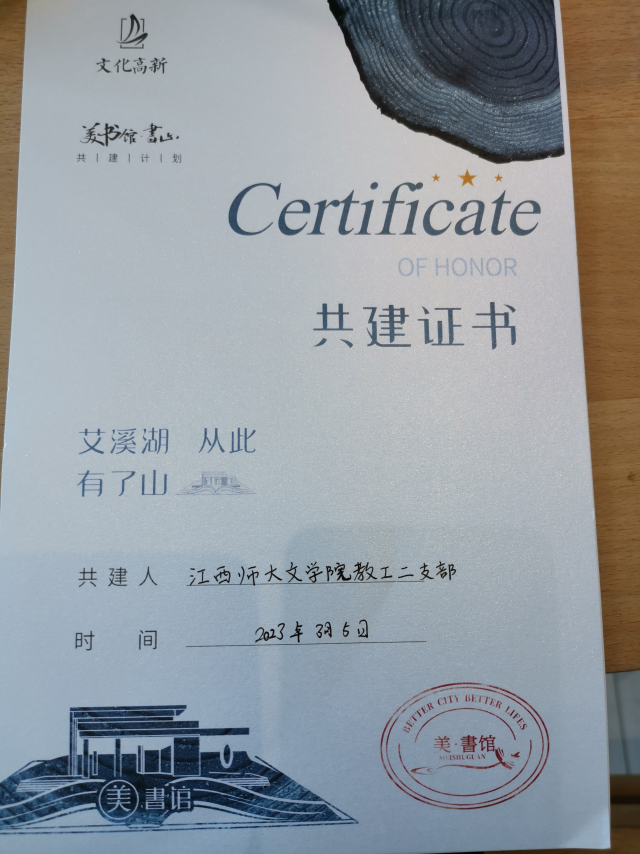 文化高新
美书馆·書山
共|建|计|划
Certificate
OF HONOR
共建证书
艾溪湖 从此
有了山
共建人 江西师大文学院教工二支部
时间 2023年3月5日
BETTER CITY BETTER LIFES
美·書馆
MEISHUGUAN
美·書馆